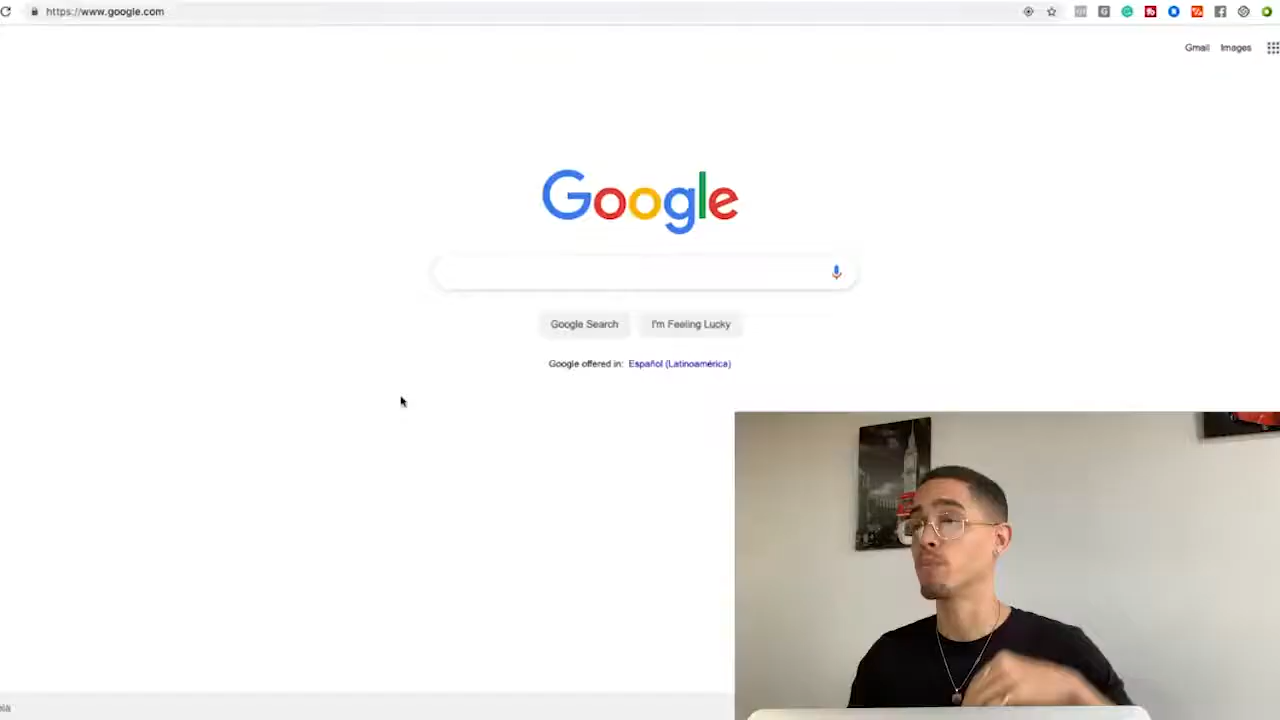 https://www.google.com
Gmail Images
Google
Google Search I'm Feeling Lucky
Google offered in: Español (Latinoamérica)